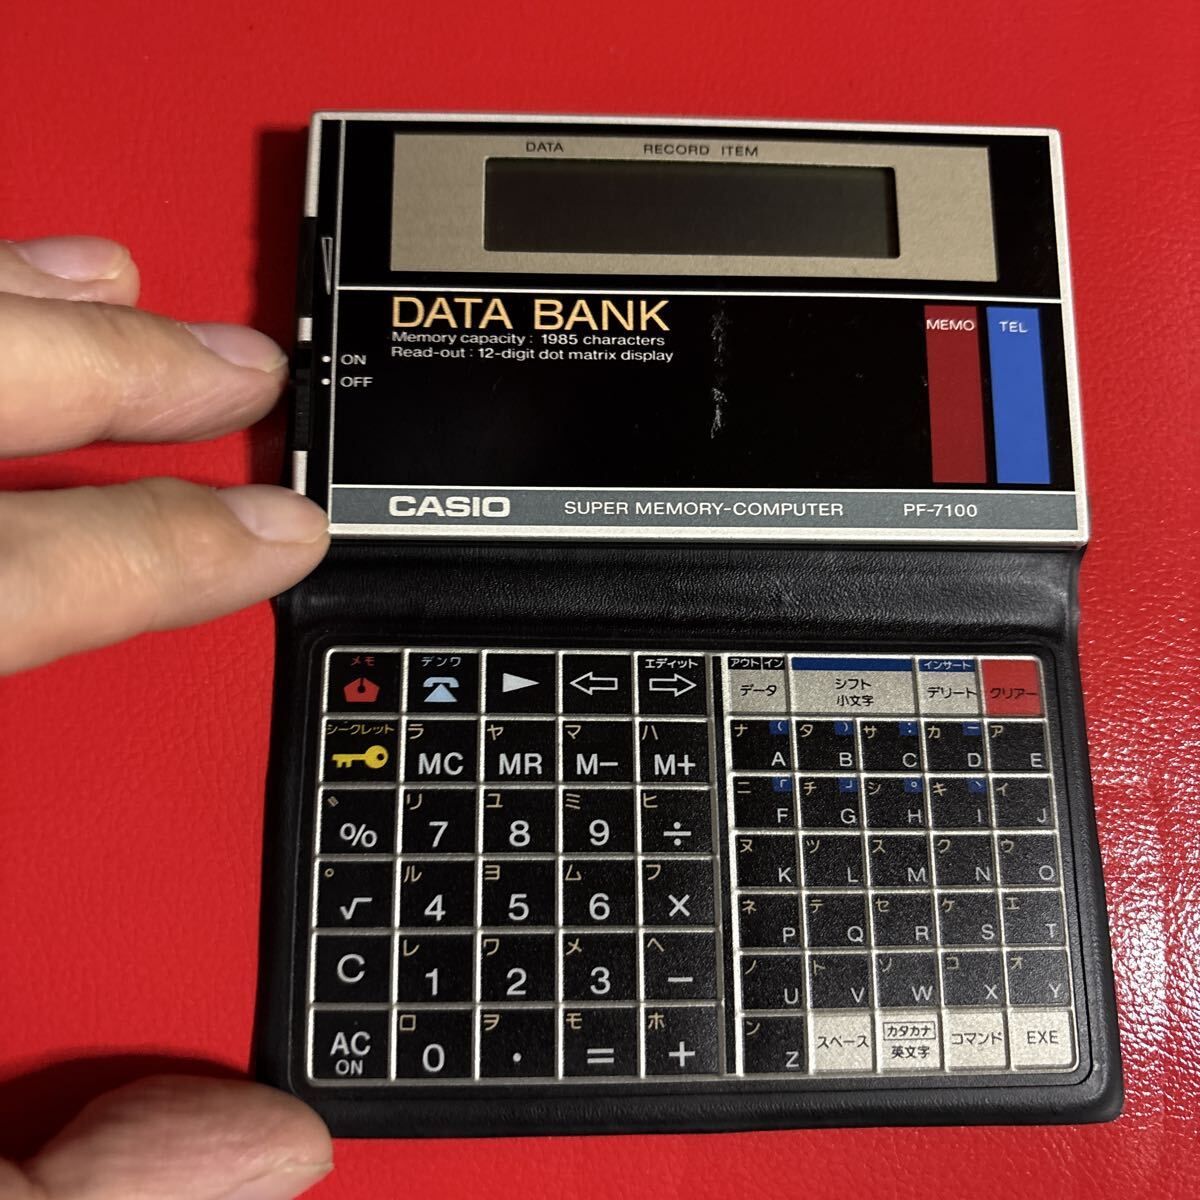 DATA RECORD ITEM
DATA BANK
Memory capacity : 1985 characters
Read-out : 12-digit dot matrix display
MEMO TEL
ON
OFF
CASIO SUPER MEMORY-COMPUTER PF-7100
メモ デンワ エディット
シークレット ラ MC ヤ MR マ M− ハ M+
% リ 7 ユ 8 ミ 9 ヒ ÷
° √ ル 4 ヨ 5 ム 6 フ ×
C レ 1 ワ 2 メ 3 ヘ −
AC ON ロ 0 ヲ . モ = ホ +
アウト イン インサート
データ シフト 小文字 デリート クリアー
ナ ( A タ ) B サ : C カ ー D ア E
ニ 「 F チ 」 G シ ° H キ 、 I イ J
ヌ K ツ L ス M ク N ウ O
ネ P テ Q セ R ケ S エ T
ノ U ト V ソ W コ X オ Y
ン Z スペース カタカナ 英文字 コマンド EXE